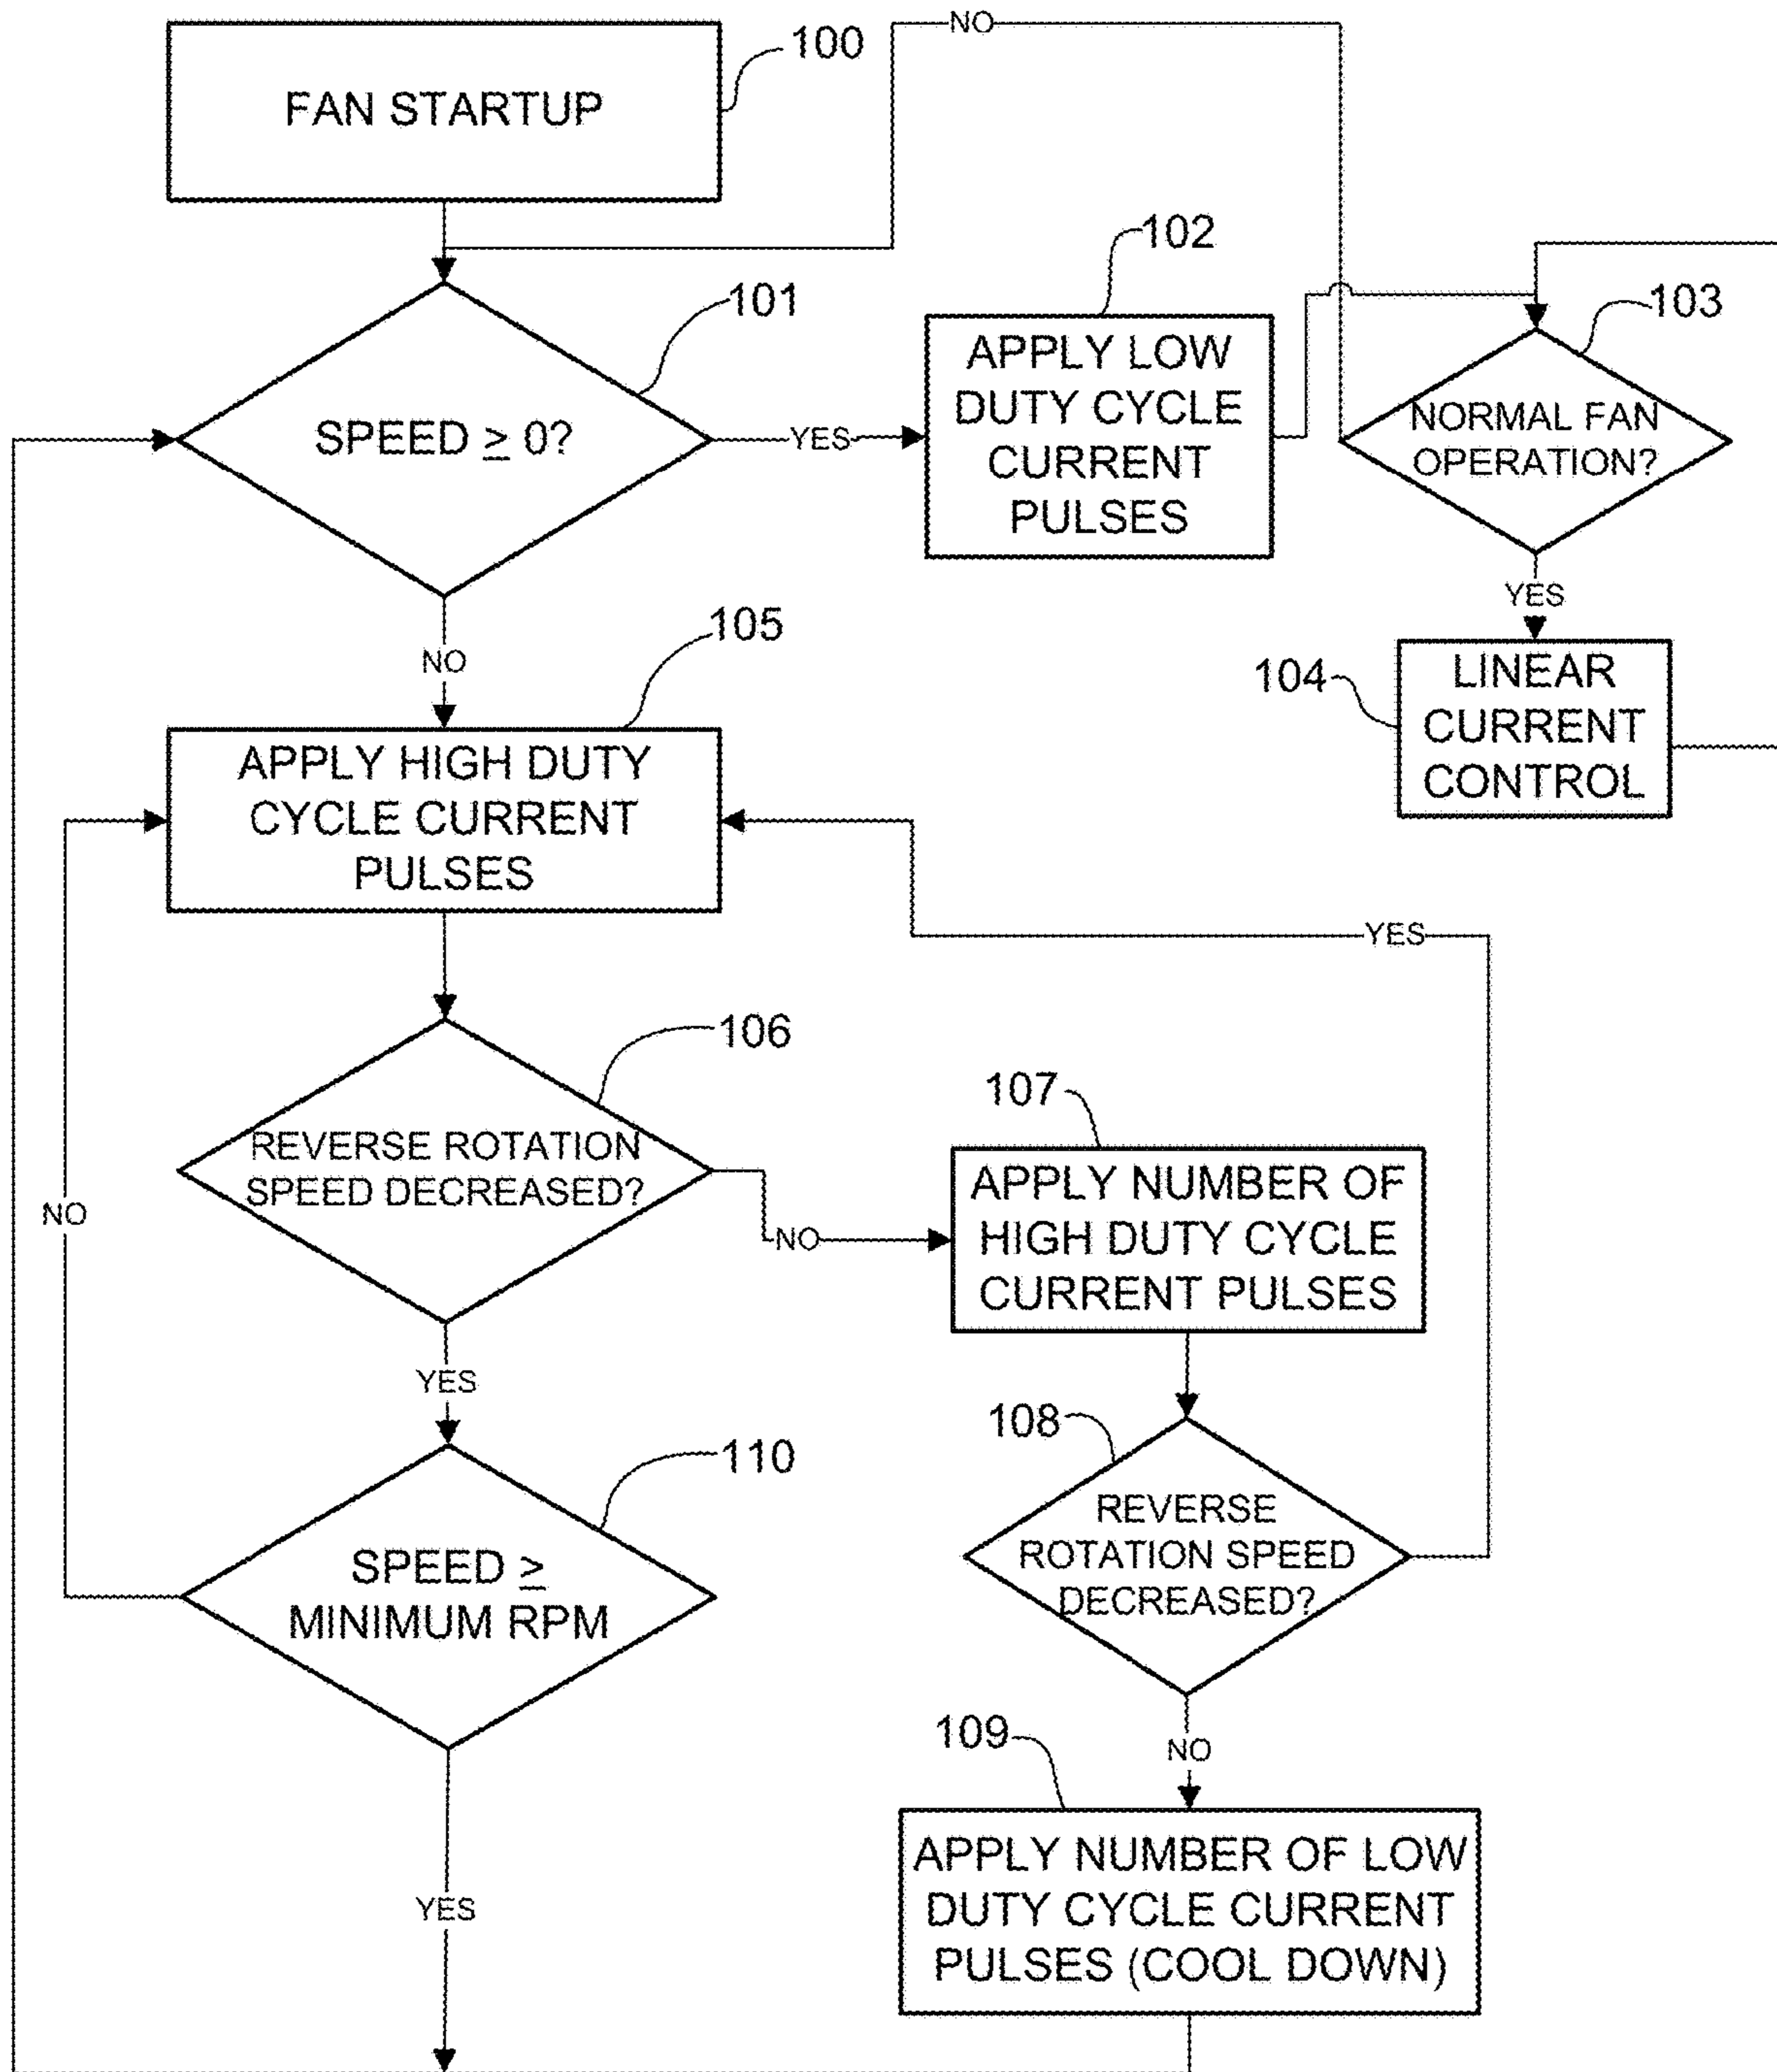 FAN STARTUP
100
NO
SPEED ≥ 0?
101
YES
APPLY LOW
DUTY CYCLE
CURRENT
PULSES
102
NORMAL FAN
OPERATION?
103
YES
LINEAR
CURRENT
CONTROL
104
NO
APPLY HIGH DUTY
CYCLE CURRENT
PULSES
105
YES
REVERSE ROTATION
SPEED DECREASED?
106
NO
APPLY NUMBER OF
HIGH DUTY CYCLE
CURRENT PULSES
107
NO
YES
SPEED ≥
MINIMUM RPM
110
REVERSE
ROTATION SPEED
DECREASED?
108
NO
YES
APPLY NUMBER OF LOW
DUTY CYCLE CURRENT
PULSES (COOL DOWN)
109